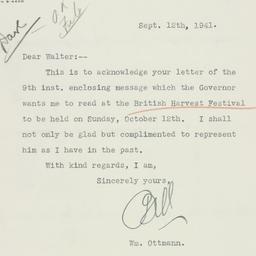 O.K.
File
Sept. 12th, 1941.
Dear Walter:--
This is to acknowledge your letter of the
9th inst. enclosing message which the Governor
wants me to read at the British Harvest Festival
to be held on Sunday, October 12th. I shall
not only be glad but complimented to represent
him as I have in the past.
With kind regards, I am,
Sincerely yours,
Bill
Wm. Ottmann.